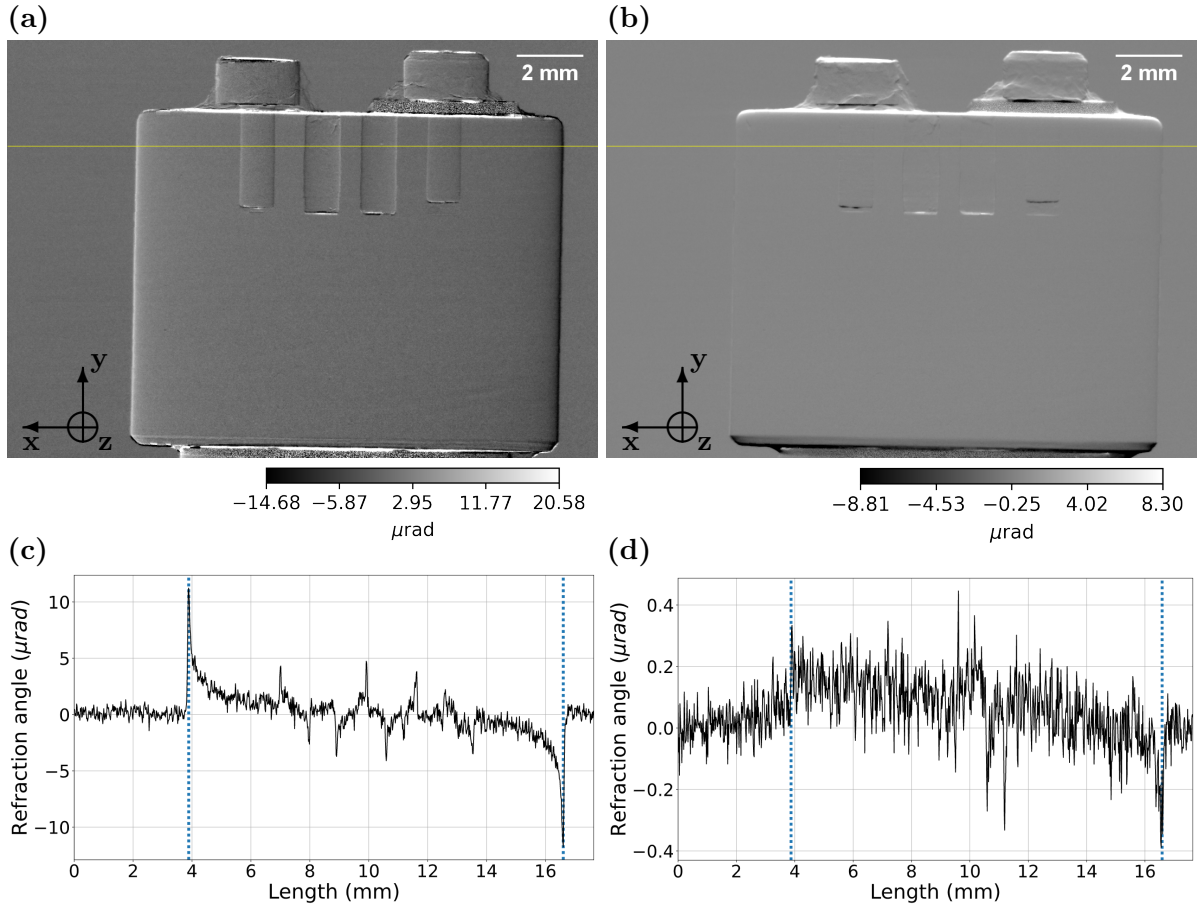 (a)
(b)
2 mm
2 mm
y
x
z
y
x
z
−14.68 −5.87 2.95 11.77 20.58
μrad
−8.81 −4.53 −0.25 4.02 8.30
μrad
(c)
(d)
Refraction angle (μrad)
10
5
0
−5
−10
0 2 4 6 8 10 12 14 16
Length (mm)
Refraction angle (μrad)
0.4
0.2
0.0
−0.2
−0.4
0 2 4 6 8 10 12 14 16
Length (mm)